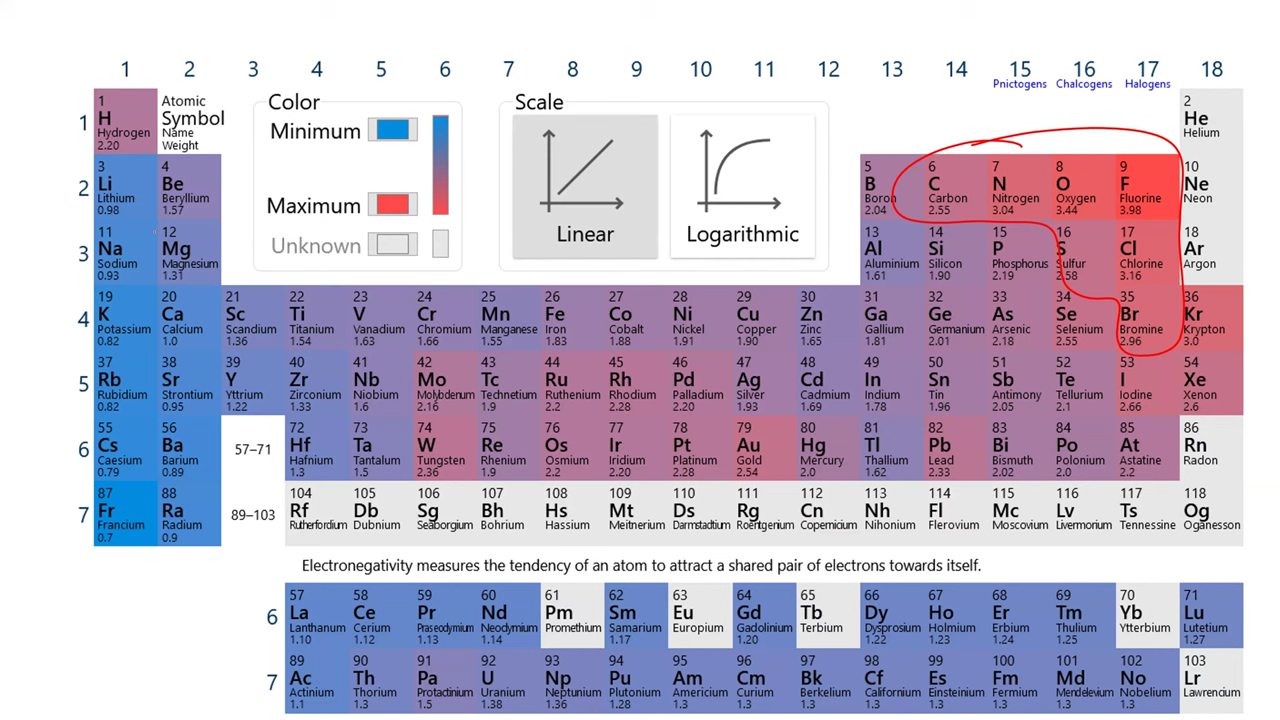 1 2 3 4 5 6 7 8 9 10 11 12 13 14 15 16 17 18
Pnictogens Chalcogens Halogens
1
1 H Hydrogen 2.20
Atomic
Symbol
Name
Weight
Color
Minimum
Maximum
Unknown
Scale
Linear
Logarithmic
2 He Helium
2
3 Li Lithium 0.98
4 Be Beryllium 1.57
5 B Boron 2.04
6 C Carbon 2.55
7 N Nitrogen 3.04
8 O Oxygen 3.44
9 F Fluorine 3.98
10 Ne Neon
3
11 Na Sodium 0.93
12 Mg Magnesium 1.31
13 Al Aluminium 1.61
14 Si Silicon 1.90
15 P Phosphorus 2.19
16 S Sulfur 2.58
17 Cl Chlorine 3.16
18 Ar Argon
4
19 K Potassium 0.82
20 Ca Calcium 1.0
21 Sc Scandium 1.36
22 Ti Titanium 1.54
23 V Vanadium 1.63
24 Cr Chromium 1.66
25 Mn Manganese 1.55
26 Fe Iron 1.83
27 Co Cobalt 1.88
28 Ni Nickel 1.91
29 Cu Copper 1.90
30 Zn Zinc 1.65
31 Ga Gallium 1.81
32 Ge Germanium 2.01
33 As Arsenic 2.18
34 Se Selenium 2.55
35 Br Bromine 2.96
36 Kr Krypton 3.0
5
37 Rb Rubidium 0.82
38 Sr Strontium 0.95
39 Y Yttrium 1.22
40 Zr Zirconium 1.33
41 Nb Niobium 1.6
42 Mo Molybdenum 2.16
43 Tc Technetium 1.9
44 Ru Ruthenium 2.2
45 Rh Rhodium 2.28
46 Pd Palladium 2.20
47 Ag Silver 1.93
48 Cd Cadmium 1.69
49 In Indium 1.78
50 Sn Tin 1.96
51 Sb Antimony 2.05
52 Te Tellurium 2.1
53 I Iodine 2.66
54 Xe Xenon 2.6
6
55 Cs Caesium 0.79
56 Ba Barium 0.89
57–71
72 Hf Hafnium 1.3
73 Ta Tantalum 1.5
74 W Tungsten 2.36
75 Re Rhenium 1.9
76 Os Osmium 2.2
77 Ir Iridium 2.20
78 Pt Platinum 2.28
79 Au Gold 2.54
80 Hg Mercury 2.0
81 Tl Thallium 1.62
82 Pb Lead 2.33
83 Bi Bismuth 2.02
84 Po Polonium 2.0
85 At Astatine 2.2
86 Rn Radon
7
87 Fr Francium 0.7
88 Ra Radium 0.9
89–103
104 Rf Rutherfordium
105 Db Dubnium
106 Sg Seaborgium
107 Bh Bohrium
108 Hs Hassium
109 Mt Meitnerium
110 Ds Darmstadtium
111 Rg Roentgenium
112 Cn Copernicium
113 Nh Nihonium
114 Fl Flerovium
115 Mc Moscovium
116 Lv Livermorium
117 Ts Tennessine
118 Og Oganesson
Electronegativity measures the tendency of an atom to attract a shared pair of electrons towards itself.
6
57 La Lanthanum 1.10
58 Ce Cerium 1.12
59 Pr Praseodymium 1.13
60 Nd Neodymium 1.14
61 Pm Promethium
62 Sm Samarium 1.17
63 Eu Europium
64 Gd Gadolinium 1.20
65 Tb Terbium
66 Dy Dysprosium 1.22
67 Ho Holmium 1.23
68 Er Erbium 1.24
69 Tm Thulium 1.25
70 Yb Ytterbium
71 Lu Lutetium 1.27
7
89 Ac Actinium 1.1
90 Th Thorium 1.3
91 Pa Protactinium 1.5
92 U Uranium 1.38
93 Np Neptunium 1.36
94 Pu Plutonium 1.28
95 Am Americium 1.3
96 Cm Curium 1.3
97 Bk Berkelium 1.3
98 Cf Californium 1.3
99 Es Einsteinium 1.3
100 Fm Fermium 1.3
101 Md Mendelevium 1.3
102 No Nobelium 1.3
103 Lr Lawrencium